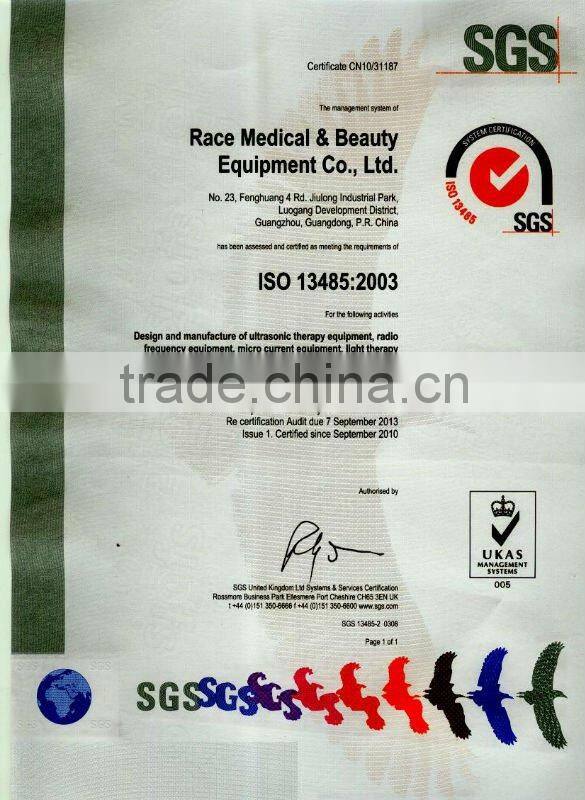 SGS
Certificate CN10/31187
The management system of
Race Medical & Beauty
Equipment Co., Ltd.
SYSTEM CERTIFICATION
ISO 13485
SGS
No. 23, Fenghuang 4 Rd. Jiulong Industrial Park,
Luogang Development District,
Guangzhou, Guangdong, P.R. China
has been assessed and certified as meeting the requirements of
ISO 13485:2003
For the following activities
Design and manufacture of ultrasonic therapy equipment, radio
frequency equipment, micro current equipment, light therapy
trade.china.cn
Re certification Audit due 7 September 2013
Issue 1. Certified since September 2010
Authorised by
UKAS
MANAGEMENT
SYSTEMS
005
SGS United Kingdom Ltd Systems & Services Certification
Rossmore Business Park Ellesmere Port Cheshire CH65 3EN UK
t +44 (0)151 350-6666 f +44 (0)151 350-6600 www.sgs.com
SGS 13485-2 0308
Page 1 of 1
SGS SGS SGS